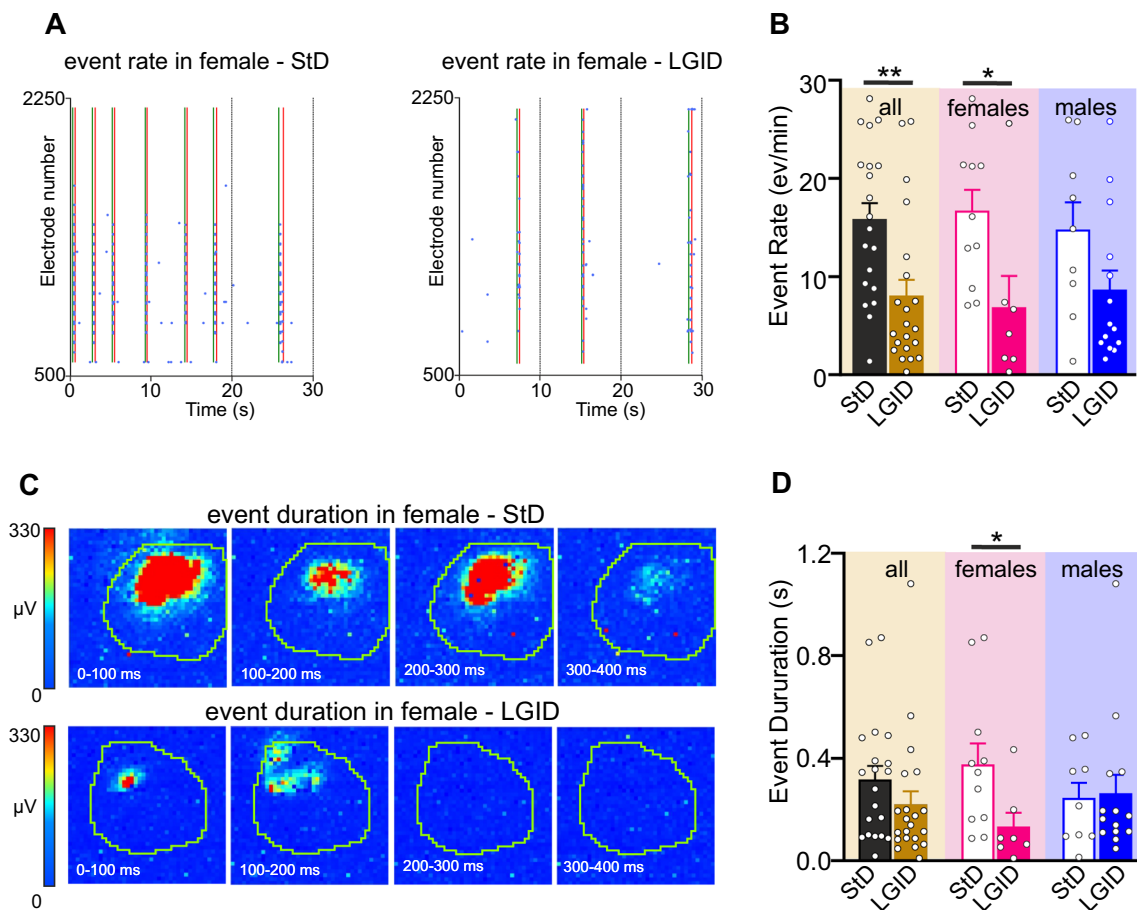 A
event rate in female - StD
event rate in female - LGID
2250
Electrode number
500
0
10
20
30
Time (s)
2250
Electrode number
500
0
10
20
30
Time (s)
B
**
*
all
females
males
30
20
10
0
Event Rate (ev/min)
StD
LGID
StD
LGID
StD
LGID
C
event duration in female - StD
330
µV
0
0-100 ms
100-200 ms
200-300 ms
300-400 ms
event duration in female - LGID
330
µV
0
0-100 ms
100-200 ms
200-300 ms
300-400 ms
D
*
all
females
males
1.2
0.8
0.4
0.0
Event Dururation (s)
StD
LGID
StD
LGID
StD
LGID